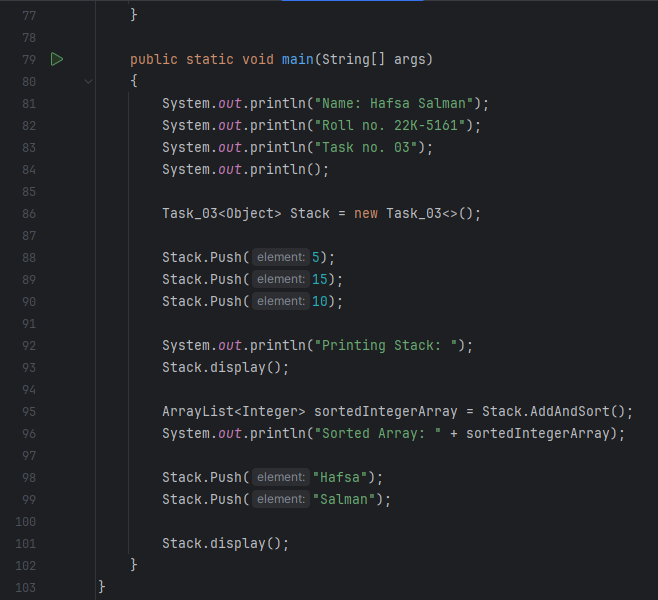 77 }
78
79 public static void main(String[] args)
80 {
81 System.out.println("Name: Hafsa Salman");
82 System.out.println("Roll no. 22K-5161");
83 System.out.println("Task no. 03");
84 System.out.println();
85
86 Task_03<Object> Stack = new Task_03<>();
87
88 Stack.Push( element: 5);
89 Stack.Push( element: 15);
90 Stack.Push( element: 10);
91
92 System.out.println("Printing Stack: ");
93 Stack.display();
94
95 ArrayList<Integer> sortedIntegerArray = Stack.AddAndSort();
96 System.out.println("Sorted Array: " + sortedIntegerArray);
97
98 Stack.Push( element: "Hafsa");
99 Stack.Push( element: "Salman");
100
101 Stack.display();
102 }
103 }